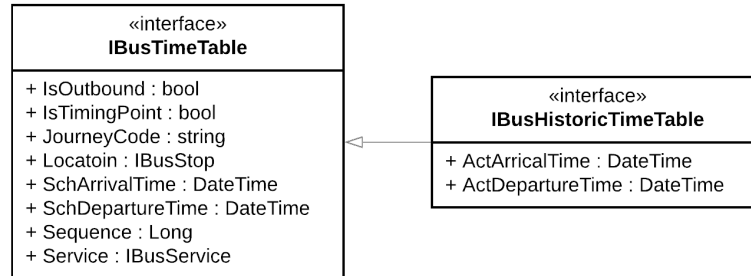 «interface»
IBusTimeTable
+ IsOutbound : bool
+ IsTimingPoint : bool
+ JourneyCode : string
+ Locatoin : IBusStop
+ SchArrivalTime : DateTime
+ SchDepartureTime : DateTime
+ Sequence : Long
+ Service : IBusService
«interface»
IBusHistoricTimeTable
+ ActArricalTime : DateTime
+ ActDepartureTime : DateTime